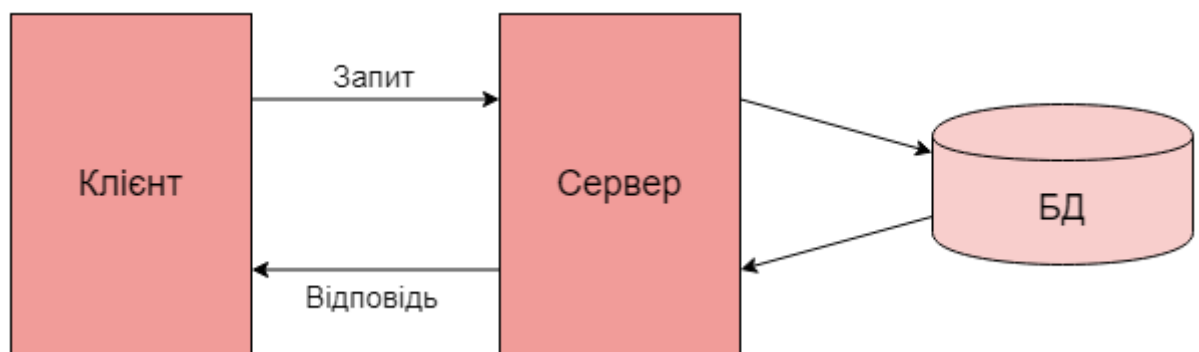 Запит
Клієнт
Сервер
БД
Відповідь